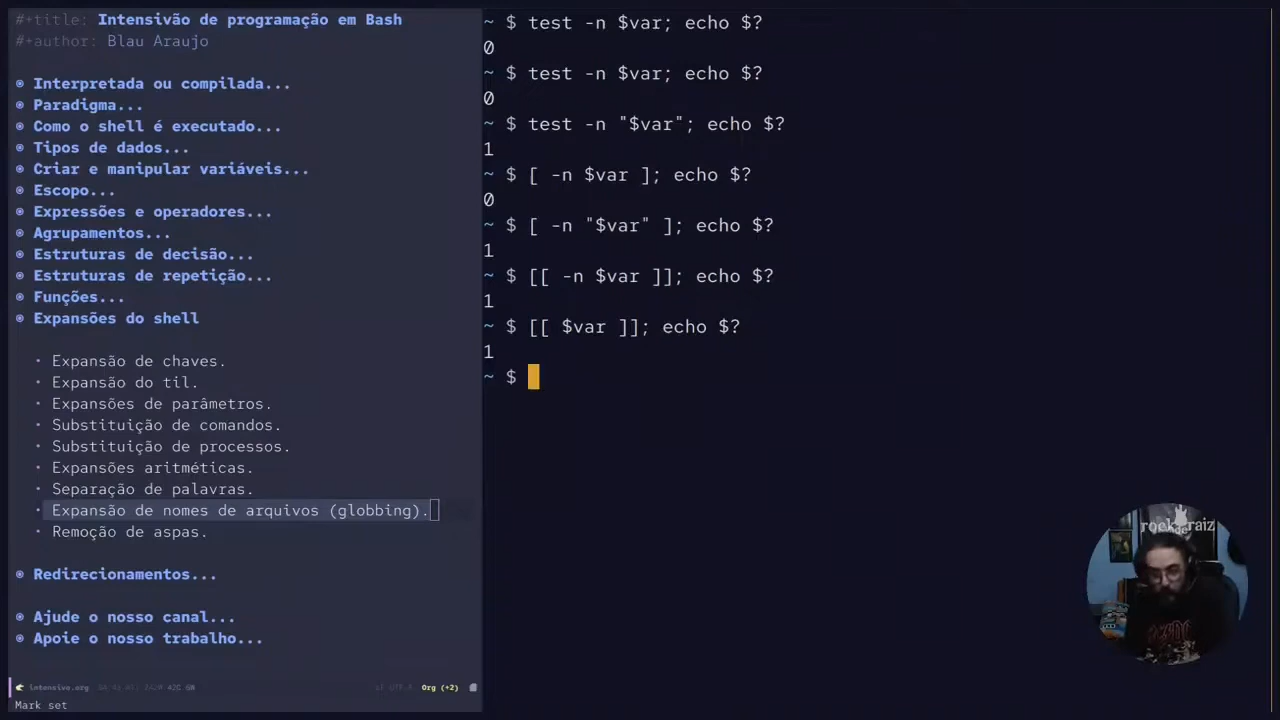 #+title: Intensivão de programação em Bash
#+author: Blau Araujo
Interpretada ou compilada...
Paradigma...
Como o shell é executado...
Tipos de dados...
Criar e manipular variáveis...
Escopo...
Expressões e operadores...
Agrupamentos...
Estruturas de decisão...
Estruturas de repetição...
Funções...
Expansões do shell
• Expansão de chaves.
• Expansão do til.
• Expansões de parâmetros.
• Substituição de comandos.
• Substituição de processos.
• Expansões aritméticas.
• Separação de palavras.
• Expansão de nomes de arquivos (globbing).
• Remoção de aspas.
Redirecionamentos...
Ajude o nosso canal...
Apoie o nosso trabalho...
intensivo.org
Org (+2)
Mark set
~ $ test -n $var; echo $?
0
~ $ test -n $var; echo $?
0
~ $ test -n "$var"; echo $?
1
~ $ [ -n $var ]; echo $?
0
~ $ [ -n "$var" ]; echo $?
1
~ $ [[ -n $var ]]; echo $?
1
~ $ [[ $var ]]; echo $?
1
~ $
rock raiz